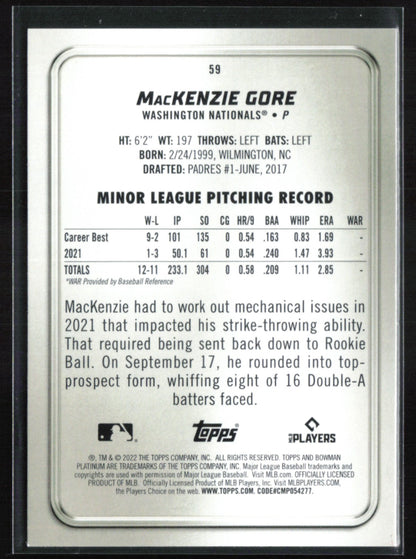 59
MacKENZIE GORE
WASHINGTON NATIONALS® • P
HT: 6'2" WT: 197 THROWS: LEFT BATS: LEFT
BORN: 2/24/1999, WILMINGTON, NC
DRAFTED: PADRES #1-JUNE, 2017
MINOR LEAGUE PITCHING RECORD
W-L IP SO CG HR/9 BAA WHIP ERA WAR
Career Best 9-2 101 135 0 0.54 .163 0.83 1.69 -
2021 1-3 50.1 61 0 0.54 .240 1.47 3.93 -
TOTALS 12-11 233.1 304 0 0.58 .209 1.11 2.85 -
*WAR Provided by Baseball Reference
MacKenzie had to work out mechanical issues in
2021 that impacted his strike-throwing ability.
That required being sent back down to Rookie
Ball. On September 17, he rounded into top-
prospect form, whiffing eight of 16 Double-A
batters faced.
Topps®
MLB PLAYERS
®, TM & © 2022 THE TOPPS COMPANY, INC. ALL RIGHTS RESERVED. TOPPS AND BOWMAN
PLATINUM ARE TRADEMARKS OF THE TOPPS COMPANY, INC. Major League Baseball trademarks and
copyrights are used with permission of Major League Baseball. Visit MLB.com. OFFICIALLY LICENSED
PRODUCT OF MLB. Officially Licensed Product of MLB Players, Inc. Visit MLBPLAYERS.com,
the Players Choice on the web. WWW.TOPPS.COM, CODE#CMP054277.